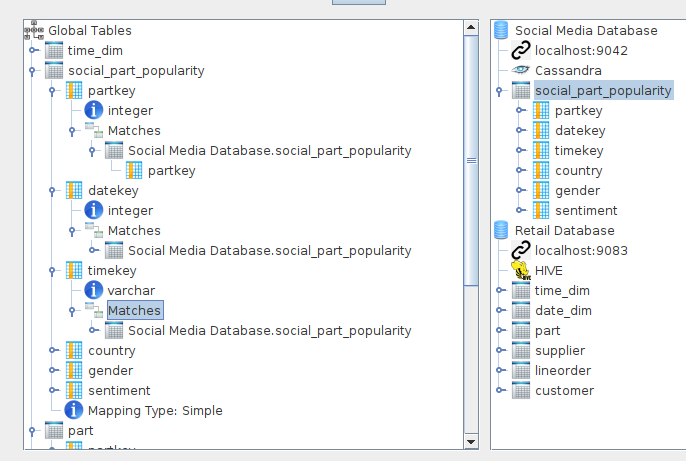 Global Tables
time_dim
social_part_popularity
partkey
integer
Matches
Social Media Database.social_part_popularity
partkey
datekey
integer
Matches
Social Media Database.social_part_popularity
timekey
varchar
Matches
Social Media Database.social_part_popularity
country
gender
sentiment
Mapping Type: Simple
part
Social Media Database
localhost:9042
Cassandra
social_part_popularity
partkey
datekey
timekey
country
gender
sentiment
Retail Database
localhost:9083
HIVE
HIVE
time_dim
date_dim
part
supplier
lineorder
customer